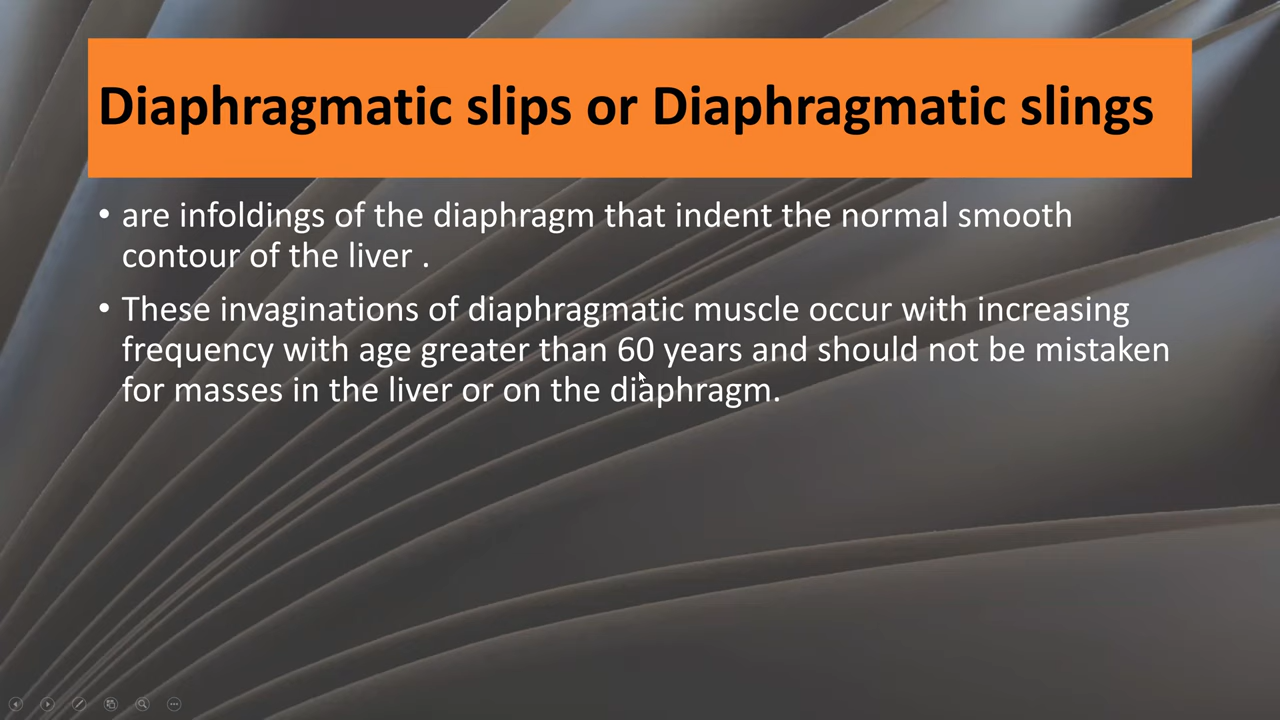 Diaphragmatic slips or Diaphragmatic slings
• are infoldings of the diaphragm that indent the normal smooth
contour of the liver .
• These invaginations of diaphragmatic muscle occur with increasing
frequency with age greater than 60 years and should not be mistaken
for masses in the liver or on the diaphragm.